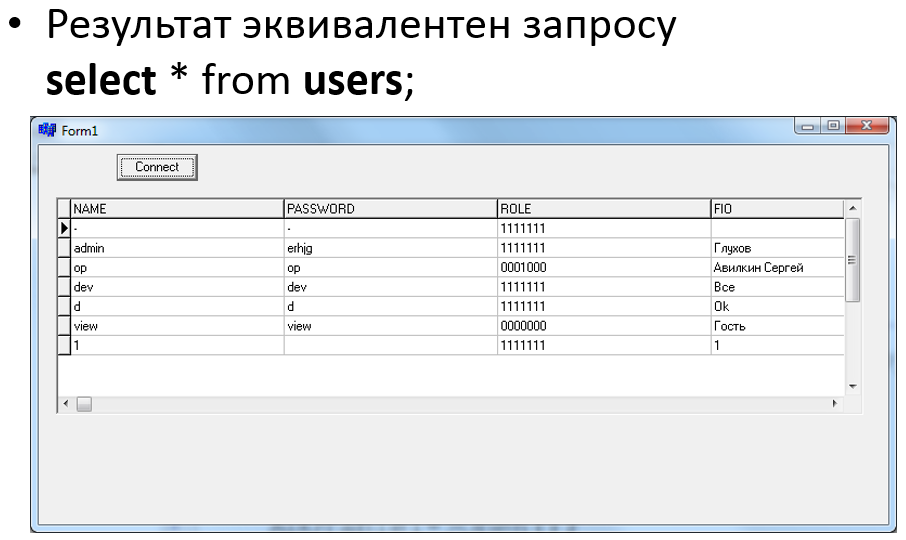 • Результат эквивалентен запросу
select * from users;
Form1
Connect
NAME PASSWORD ROLE FIO
. . 1111111
admin erhjg 1111111 Глухов
op op 0001000 Авилкин Сергей
dev dev 1111111 Все
d d 1111111 Ok
view view 0000000 Гость
1 1111111 1